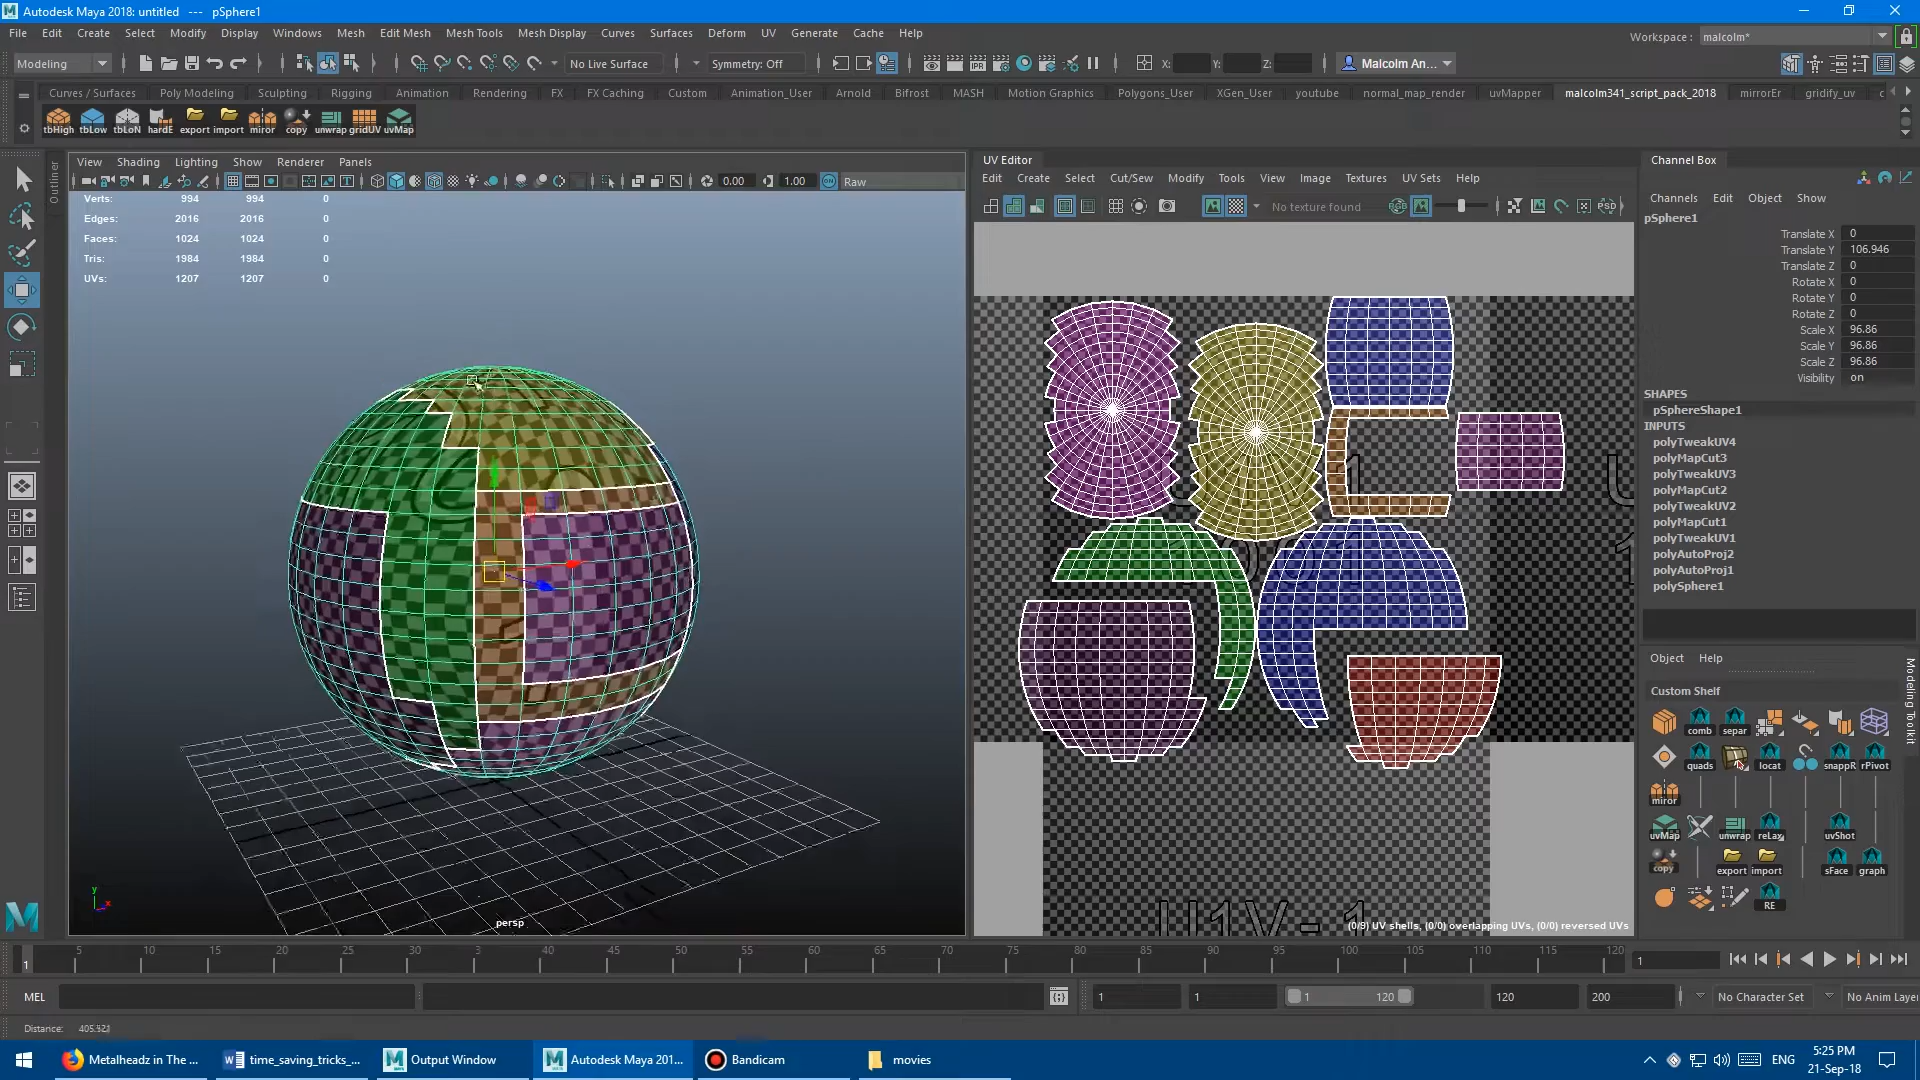 Autodesk Maya 2018: untitled --- pSphere1
File Edit Create Select Modify Display Windows Mesh Edit Mesh Mesh Tools Mesh Display Curves Surfaces Deform UV Generate Cache Help
Workspace : malcolm*
Modeling No Live Surface Symmetry: Off X: Y: Z: Malcolm An...
Curves / Surfaces Poly Modeling Sculpting Rigging Animation Rendering FX FX Caching Custom Animation_User Arnold Bifrost MASH Motion Graphics Polygons_User XGen_User youtube normal_map_render uvMapper malcolm341_script_pack_2018 mirrorEr gridify_uv c
tbHigh tbLow tbLoN hardE export import miror copy unwrap gridUV uvMap
Outliner
View Shading Lighting Show Renderer Panels
0.00 1.00 Raw
Verts: 994 994 0
Edges: 2016 2016 0
Faces: 1024 1024 0
Tris: 1984 1984 0
UVs: 1207 1207 0
y
x
persp
UV Editor
Edit Create Select Cut/Sew Modify Tools View Image Textures UV Sets Help
No texture found RGB PSD
U1V-1
(0/9) UV shells, (0/0) overlapping UVs, (0/0) reversed UVs
Channel Box
Channels Edit Object Show
pSphere1
Translate X 0
Translate Y 106.946
Translate Z 0
Rotate X 0
Rotate Y 0
Rotate Z 0
Scale X 96.86
Scale Y 96.86
Scale Z 96.86
Visibility on
SHAPES
pSphereShape1
INPUTS
polyTweakUV4
polyMapCut3
polyTweakUV3
polyMapCut2
polyTweakUV2
polyMapCut1
polyTweakUV1
polyAutoProj2
polyAutoProj1
polySphere1
Object Help
Modeling Toolkit
Custom Shelf
comb separ
quads locat snappR rPivot
miror
uvMap unwrap reLax uvShot
copy export import sFace graph
RE
5 10 15 20 25 30 35 40 45 50 55 60 65 70 75 80 85 90 95 100 105 110 115 120
1 1
MEL 1 1 1 120 120 200 No Character Set No Anim Layer
Distance:
Metalheadz in The ... time_saving_tricks_... Output Window Autodesk Maya 201... Bandicam movies ENG 5:25 PM
21-Sep-18